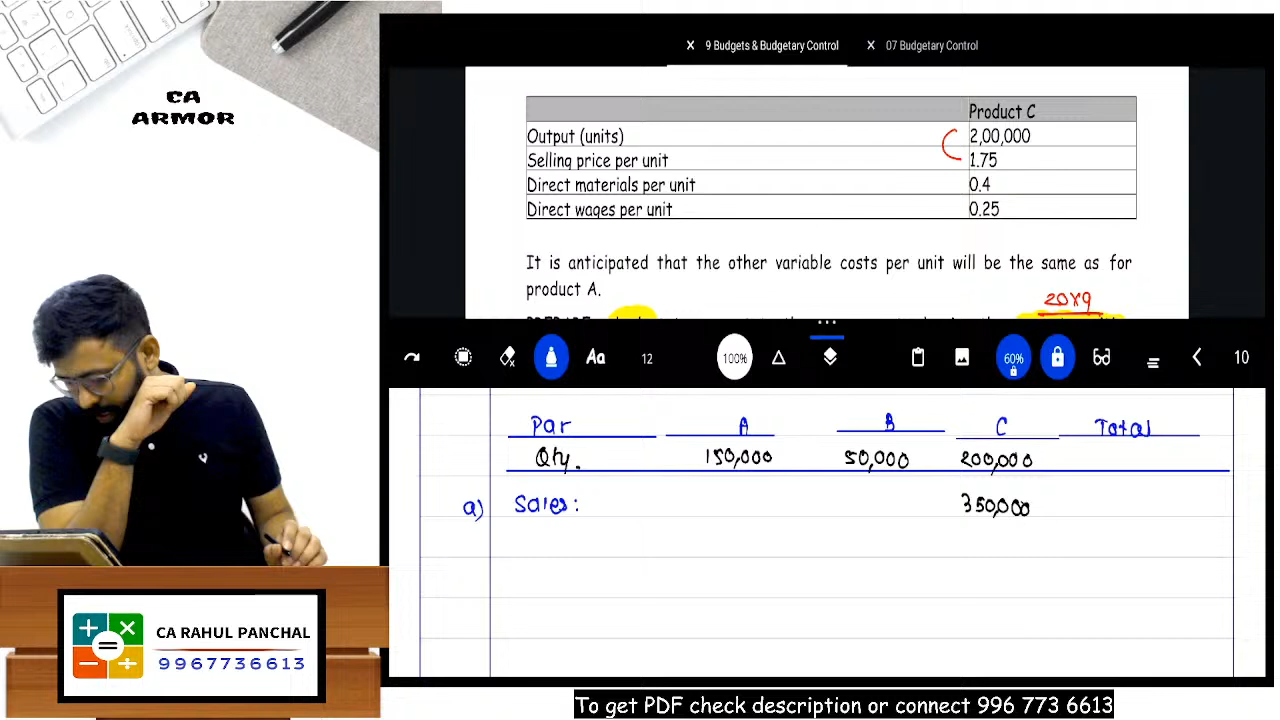 CA
ARMOR
9 Budgets & Budgetary Control
07 Budgetary Control
Product C
Output (units) 2,00,000
Selling price per unit 1.75
Direct materials per unit 0.4
Direct wages per unit 0.25
It is anticipated that the other variable costs per unit will be the same as for
product A.
20x9
Aa 12 100% 60% 10
Par A B C Total
Qty. 150,000 50,000 200,000
a) Sales: 350,000
CA RAHUL PANCHAL
9967736613
To get PDF check description or connect 996 773 6613